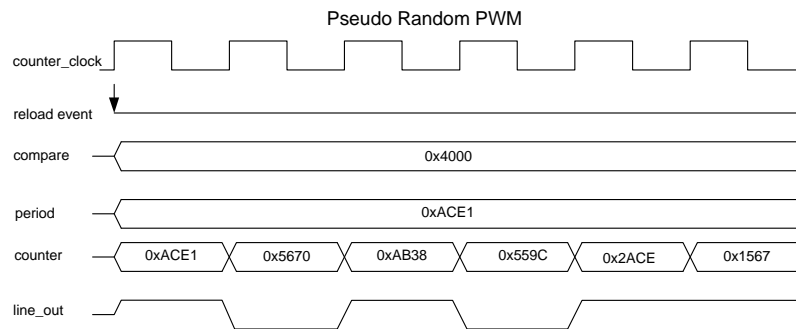 Pseudo Random PWM
counter_clock
reload event
compare
0x4000
period
0xACE1
counter
0xACE1
0x5670
0xAB38
0x559C
0x2ACE
0x1567
line_out